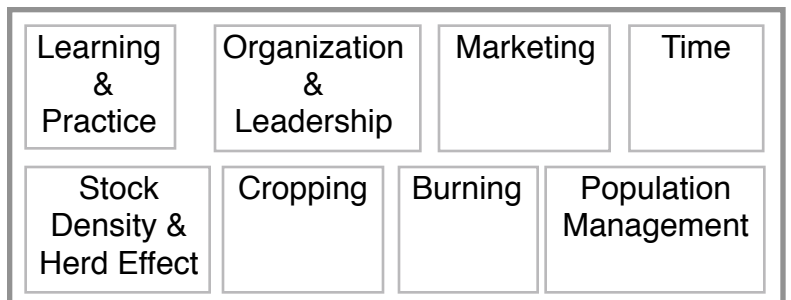 Learning
&
Practice
Organization
&
Leadership
Marketing
Time
Stock
Density &
Herd Effect
Cropping
Burning
Population
Management